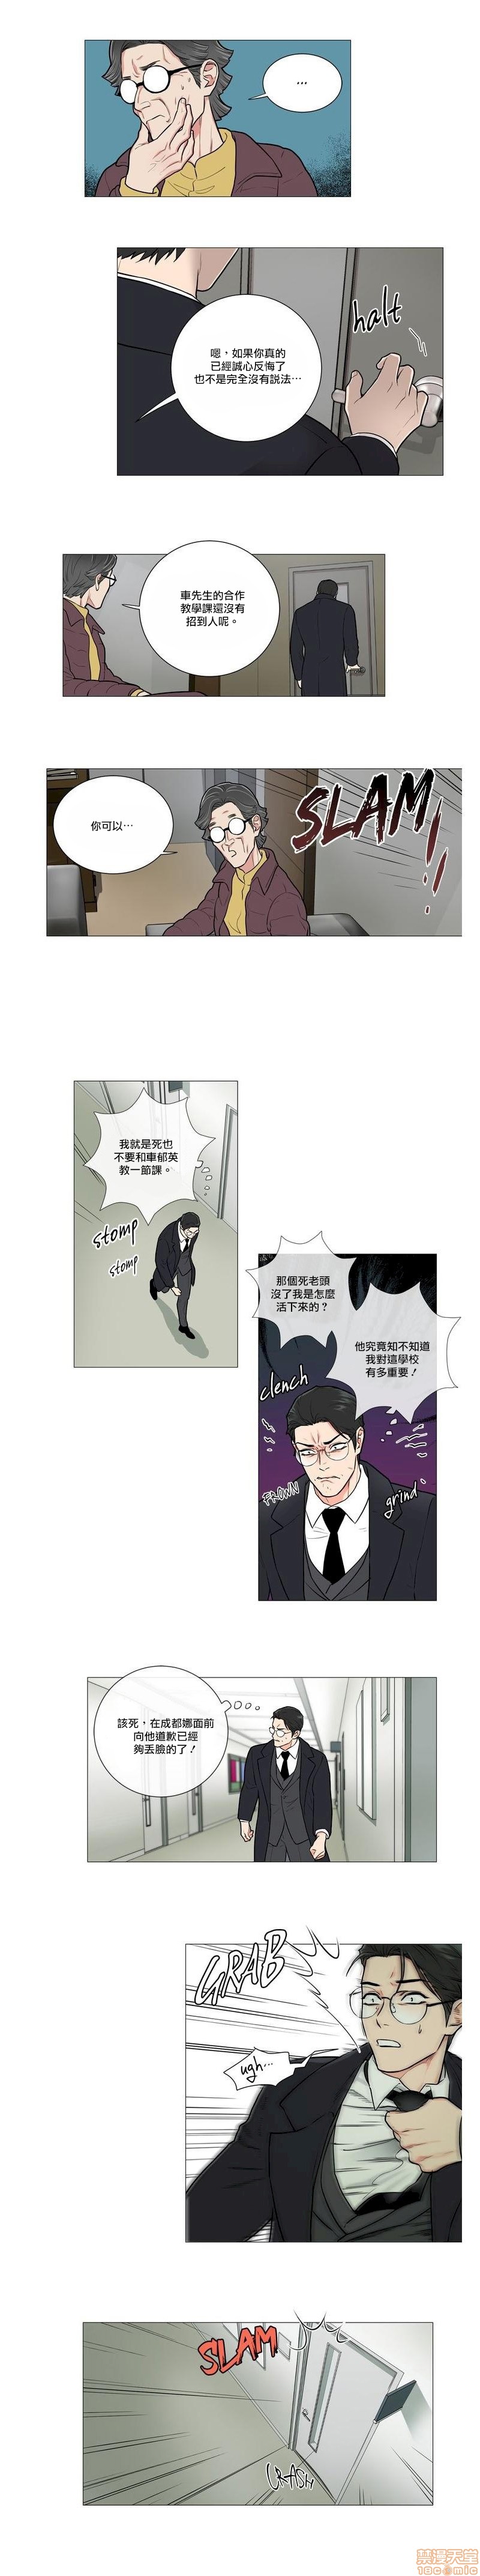 ...
halt
嗯，如果你真的
已經誠心反悔了
也不是完全沒有説法…
車先生的合作
教學課還沒有
招到人呢。
你可以…
SLAM
我就是死也
不要和車郁英
教一節課。
stomp
stomp
那個死老頭
沒了我是怎麼
活下來的？
他究竟知不知道
我對這學校
有多重要！
clench
FROWN
grind
該死，在成都娜面前
向他道歉已經
夠丟臉的了！
GRAB
ugh...
SLAM
CRASH
禁漫天堂
18comic